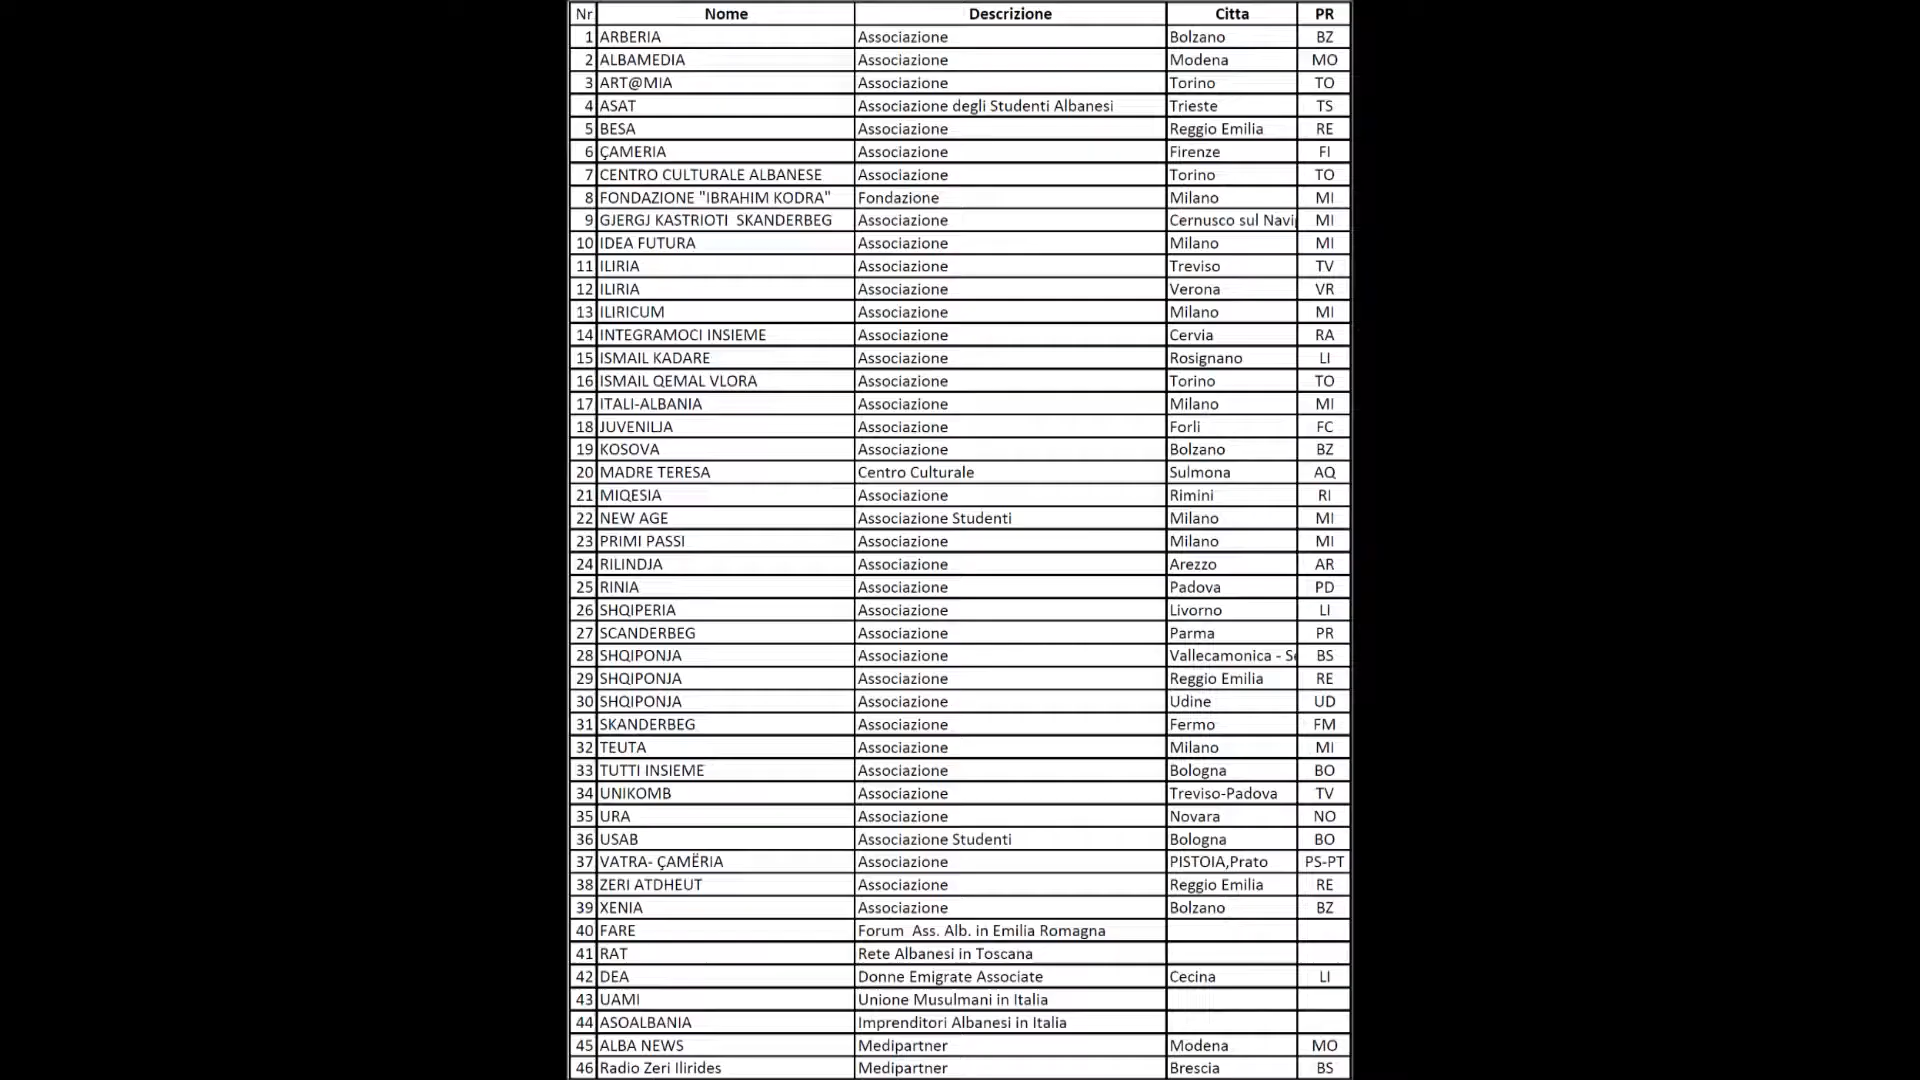 Nr Nome Descrizione Citta PR
1 ARBERIA Associazione Bolzano BZ
2 ALBAMEDIA Associazione Modena MO
3 ART@MIA Associazione Torino TO
4 ASAT Associazione degli Studenti Albanesi Trieste TS
5 BESA Associazione Reggio Emilia RE
6 ÇAMERIA Associazione Firenze FI
7 CENTRO CULTURALE ALBANESE Associazione Torino TO
8 FONDAZIONE "IBRAHIM KODRA" Fondazione Milano MI
9 GJERGJ KASTRIOTI SKANDERBEG Associazione Cernusco sul Navi MI
10 IDEA FUTURA Associazione Milano MI
11 ILIRIA Associazione Treviso TV
12 ILIRIA Associazione Verona VR
13 ILIRICUM Associazione Milano MI
14 INTEGRAMOCI INSIEME Associazione Cervia RA
15 ISMAIL KADARE Associazione Rosignano LI
16 ISMAIL QEMAL VLORA Associazione Torino TO
17 ITALI-ALBANIA Associazione Milano MI
18 JUVENILJA Associazione Forli FC
19 KOSOVA Associazione Bolzano BZ
20 MADRE TERESA Centro Culturale Sulmona AQ
21 MIQESIA Associazione Rimini RI
22 NEW AGE Associazione Studenti Milano MI
23 PRIMI PASSI Associazione Milano MI
24 RILINDJA Associazione Arezzo AR
25 RINIA Associazione Padova PD
26 SHQIPERIA Associazione Livorno LI
27 SCANDERBEG Associazione Parma PR
28 SHQIPONJA Associazione Vallecamonica - S BS
29 SHQIPONJA Associazione Reggio Emilia RE
30 SHQIPONJA Associazione Udine UD
31 SKANDERBEG Associazione Fermo FM
32 TEUTA Associazione Milano MI
33 TUTTI INSIEME Associazione Bologna BO
34 UNIKOMB Associazione Treviso-Padova TV
35 URA Associazione Novara NO
36 USAB Associazione Studenti Bologna BO
37 VATRA- ÇAMËRIA Associazione PISTOIA,Prato PS-PT
38 ZERI ATDHEUT Associazione Reggio Emilia RE
39 XENIA Associazione Bolzano BZ
40 FARE Forum Ass. Alb. in Emilia Romagna
41 RAT Rete Albanesi in Toscana
42 DEA Donne Emigrate Associate Cecina LI
43 UAMI Unione Musulmani in Italia
44 ASOALBANIA Imprenditori Albanesi in Italia
45 ALBA NEWS Medipartner Modena MO
46 Radio Zeri Ilirides Medipartner Brescia BS